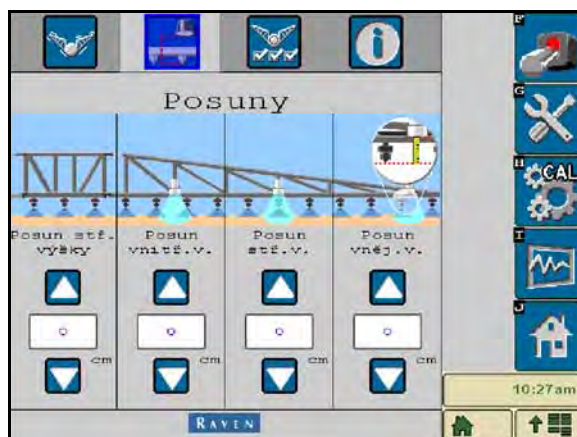 F
Posuny
G
CAL
H
Posun stř. výšky
Posun vnitř.v.
Posun stř.v.
Posun vněj.v.
I
0 cm
0 cm
0 cm
0 cm
J
10:27am
RAVEN